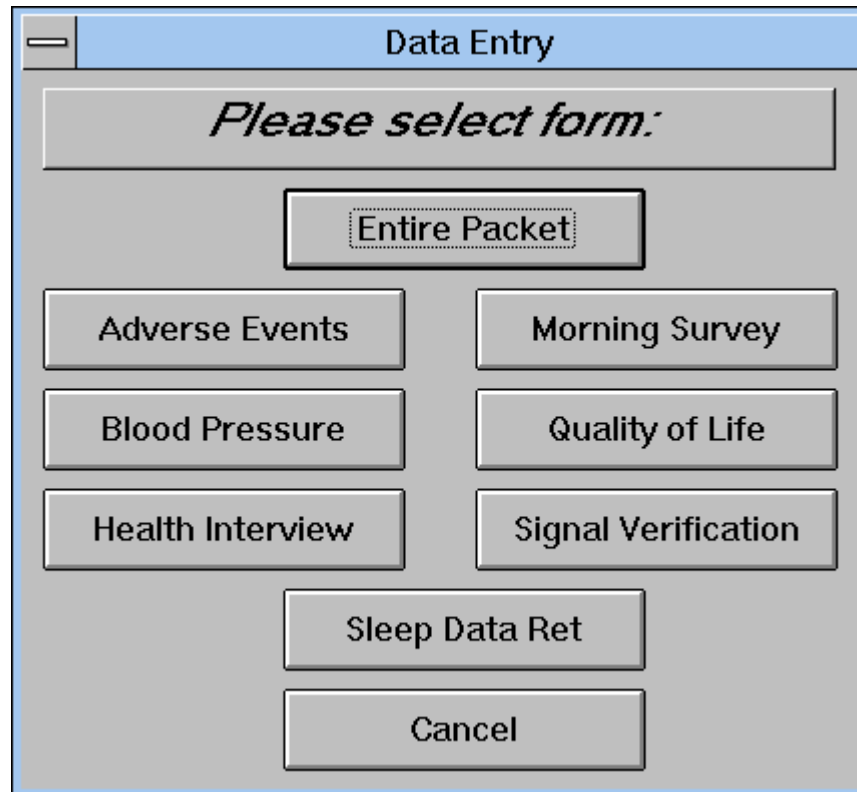 Data Entry
Please select form:
Entire Packet
Adverse Events
Morning Survey
Blood Pressure
Quality of Life
Health Interview
Signal Verification
Sleep Data Ret
Cancel